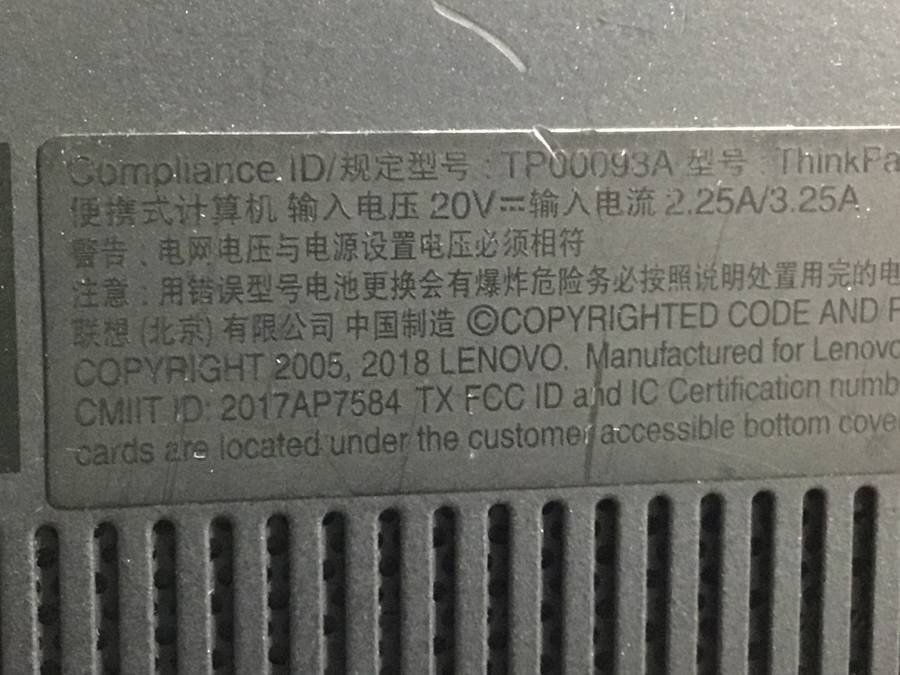 Compliance ID/规定型号：TP00093A 型号：ThinkPa
便携式计算机 输入电压 20V⎓输入电流 2.25A/3.25A
警告：电网电压与电源设置电压必须相符
注意：用错误型号电池更换会有爆炸危险务必按照说明处置用完的电
联想 (北京) 有限公司 中国制造 ©COPYRIGHTED CODE AND P
COPYRIGHT 2005, 2018 LENOVO. Manufactured for Lenovo
CMIIT ID: 2017AP7584 TX FCC ID and IC Certification numb
cards are located under the customer accessible bottom cove